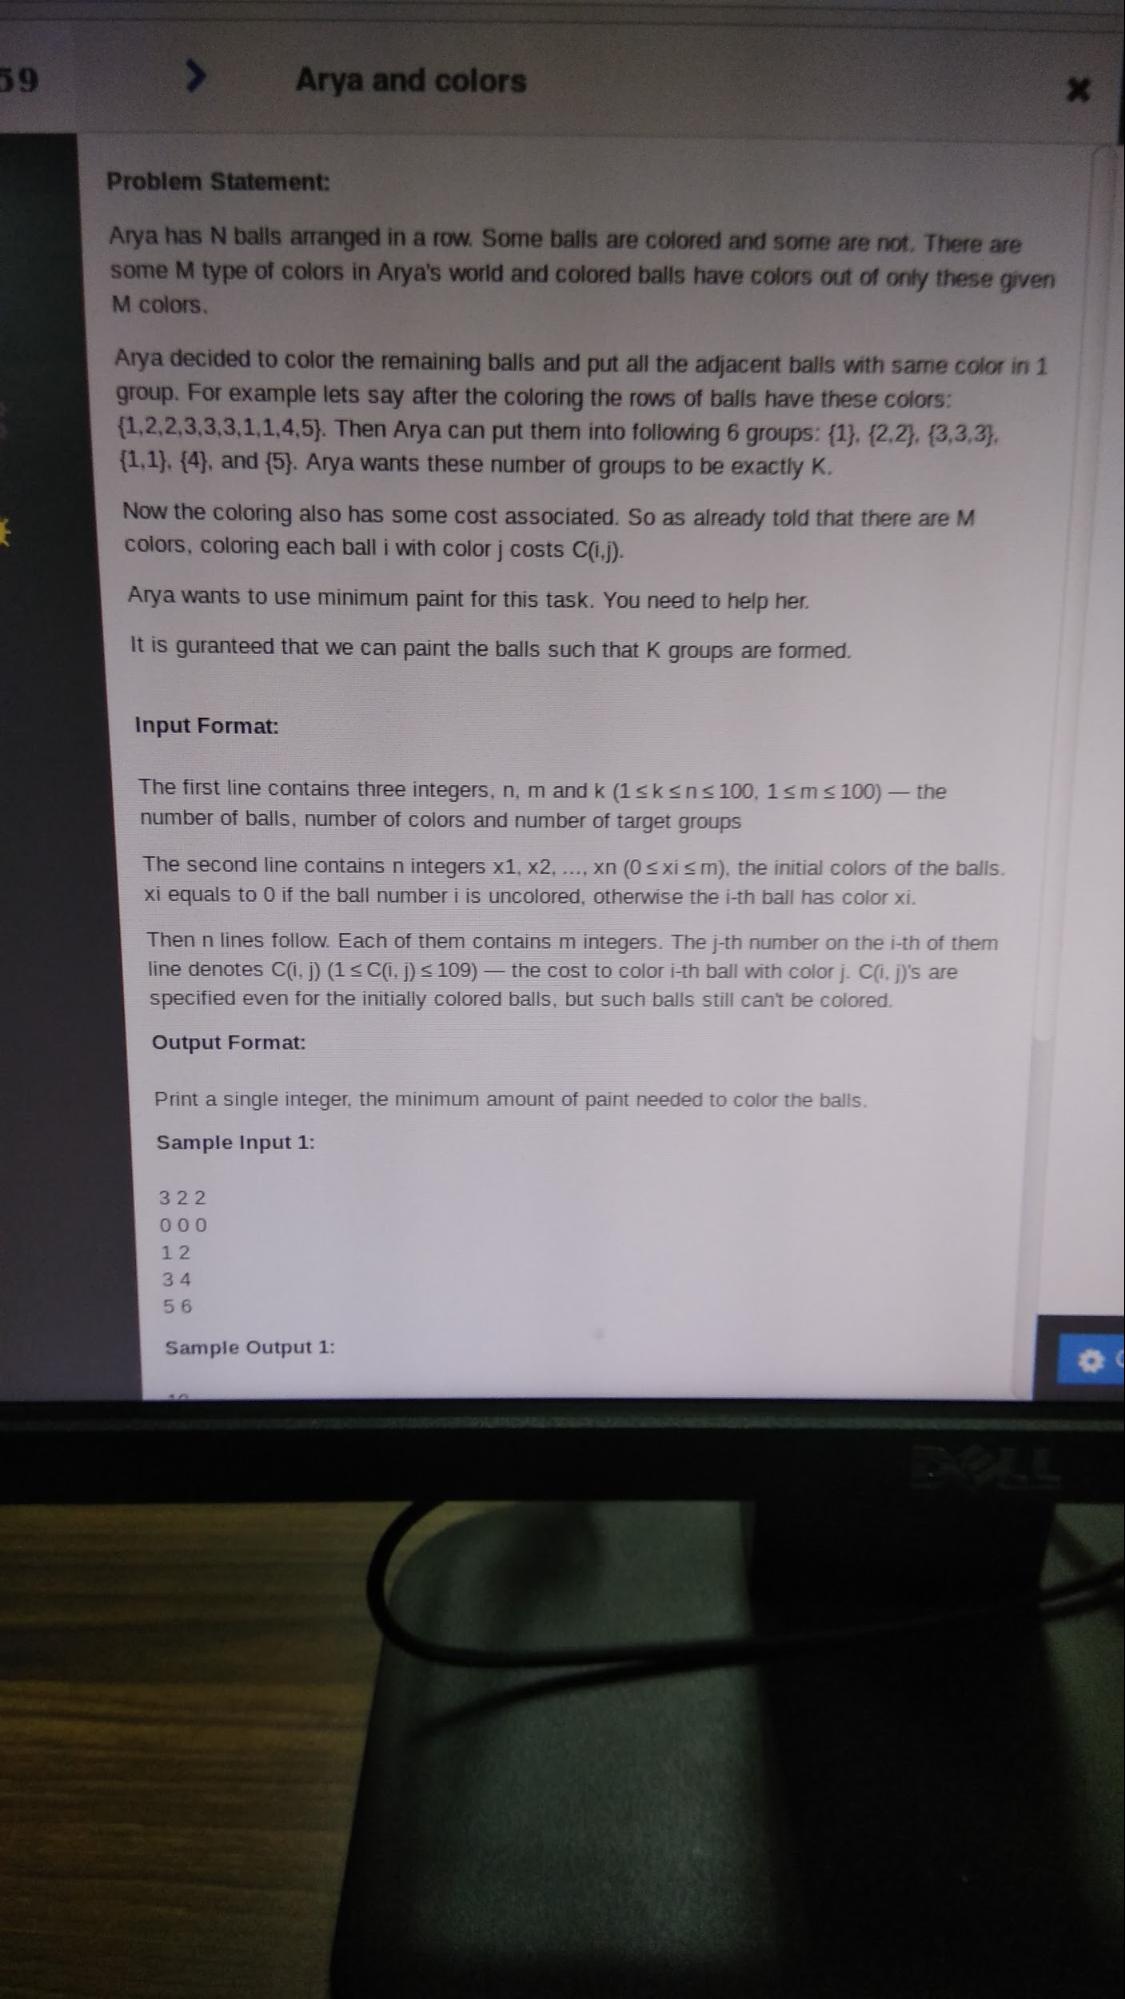 59
Arya and colors
Problem Statement:
Arya has N balls arranged in a row. Some balls are colored and some are not. There are
some M type of colors in Arya's world and colored balls have colors out of only these given
M colors.
Arya decided to color the remaining balls and put all the adjacent balls with same color in 1
group. For example lets say after the coloring the rows of balls have these colors:
{1,2,2,3,3,3,1,1,4,5}. Then Arya can put them into following 6 groups: {1}, {2,2}, {3,3,3},
{1,1}, {4}, and {5}. Arya wants these number of groups to be exactly K.
Now the coloring also has some cost associated. So as already told that there are M
colors, coloring each ball i with color j costs C(i,j).
Arya wants to use minimum paint for this task. You need to help her.
It is guranteed that we can paint the balls such that K groups are formed.
Input Format:
The first line contains three integers, n, m and k (1 ≤ k ≤ n ≤ 100, 1 ≤ m ≤ 100) — the
number of balls, number of colors and number of target groups
The second line contains n integers x1, x2, ..., xn (0 ≤ xi ≤ m), the initial colors of the balls.
xi equals to 0 if the ball number i is uncolored, otherwise the i-th ball has color xi.
Then n lines follow. Each of them contains m integers. The j-th number on the i-th of them
line denotes C(i, j) (1 ≤ C(i, j) ≤ 109) — the cost to color i-th ball with color j. C(i, j)'s are
specified even for the initially colored balls, but such balls still can't be colored.
Output Format:
Print a single integer, the minimum amount of paint needed to color the balls.
Sample Input 1:
3 2 2
0 0 0
1 2
3 4
5 6
Sample Output 1:
DELL